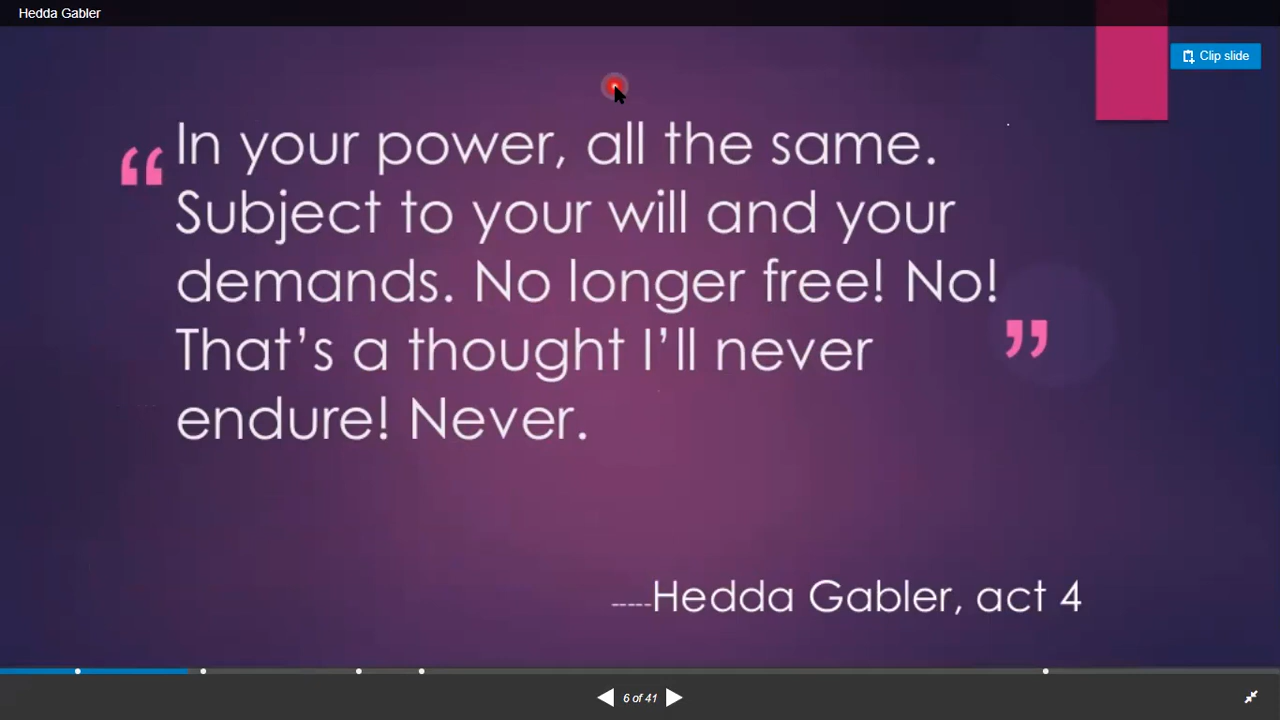 Hedda Gabler
Clip slide
“In your power, all the same.
Subject to your will and your
demands. No longer free! No!
That’s a thought I’ll never
endure! Never.”
-----Hedda Gabler, act 4
6 of 41